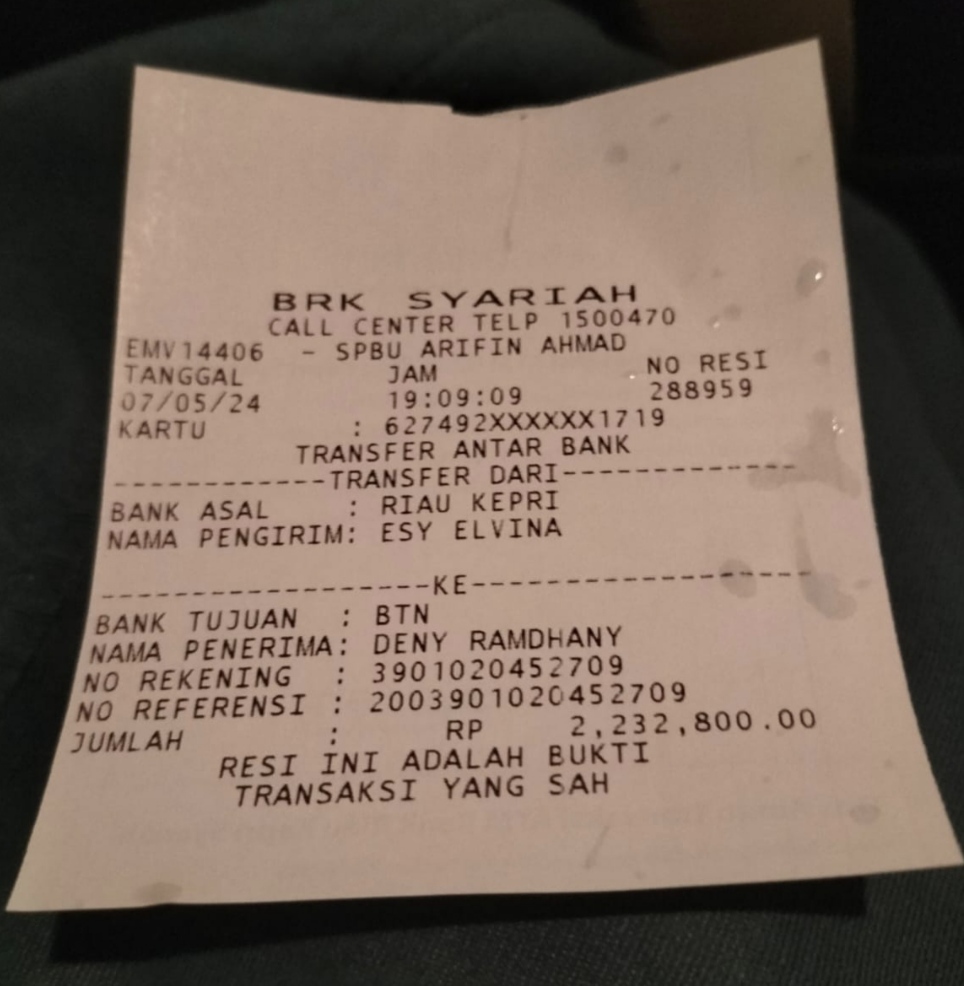 BRK SYARIAH
CALL CENTER TELP 1500470
EMV14406 - SPBU ARIFIN AHMAD
TANGGAL JAM NO RESI
07/05/24 19:09:09 288959
KARTU : 627492XXXXXX1719
TRANSFER ANTAR BANK
------------TRANSFER DARI-------------
BANK ASAL : RIAU KEPRI
NAMA PENGIRIM: ESY ELVINA
------------------KE-------------------
BANK TUJUAN : BTN
NAMA PENERIMA: DENY RAMDHANY
NO REKENING : 3901020452709
NO REFERENSI : 2003901020452709
JUMLAH : RP 2,232,800.00
RESI INI ADALAH BUKTI
TRANSAKSI YANG SAH